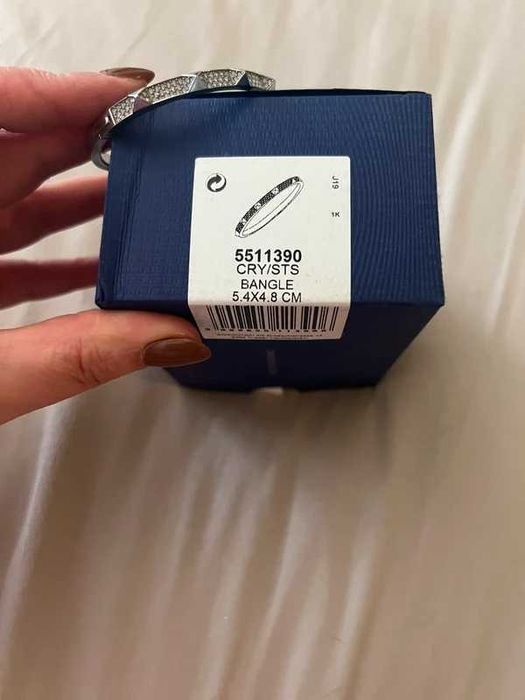 J19
1K
5511390
CRY/STS
BANGLE
5.4X4.8 CM